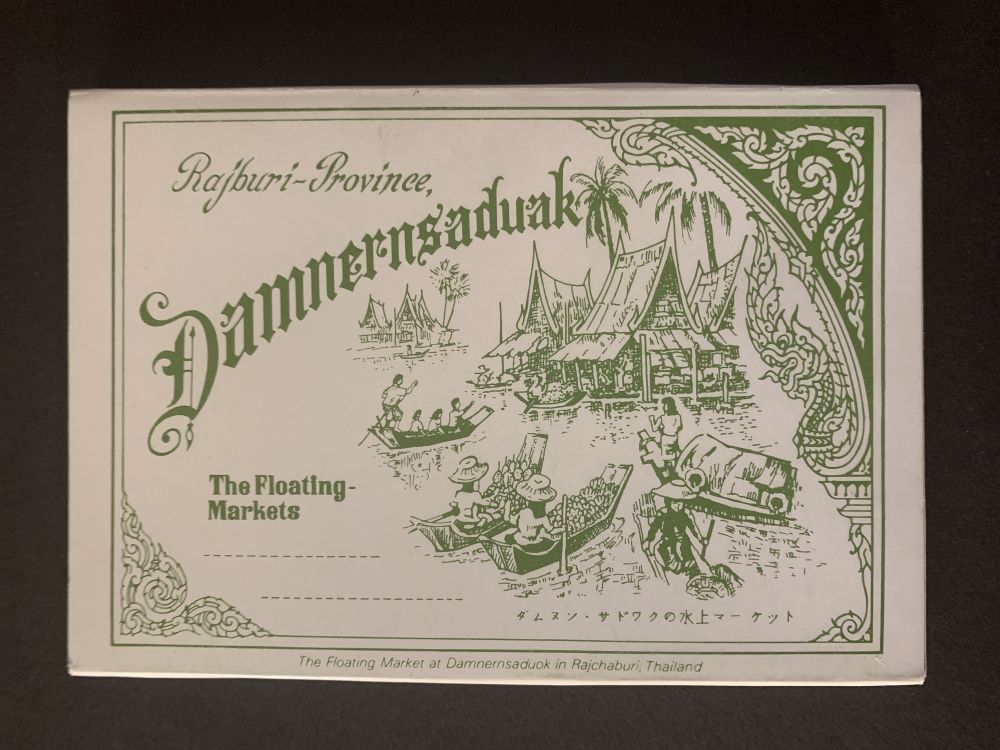 Rajburi-Province,
Damnernsaduak
The Floating-
Markets
ダムヌン・サドワクの水上マーケット
The Floating Market at Damnernsaduok in Rajchaburi, Thailand